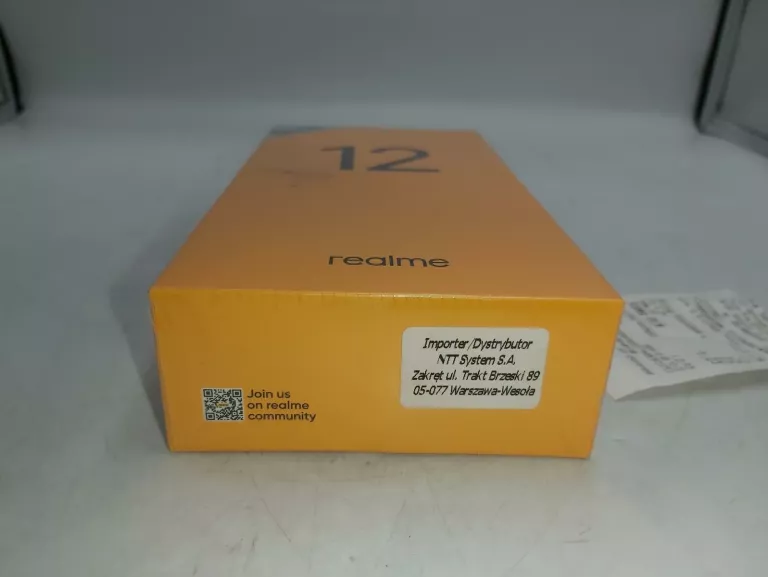 12
realme
Importer/Dystrybutor
NTT System S.A.
Zakręt ul. Trakt Brzeski 89
05-077 Warszawa-Wesoła
Join us
on realme
community